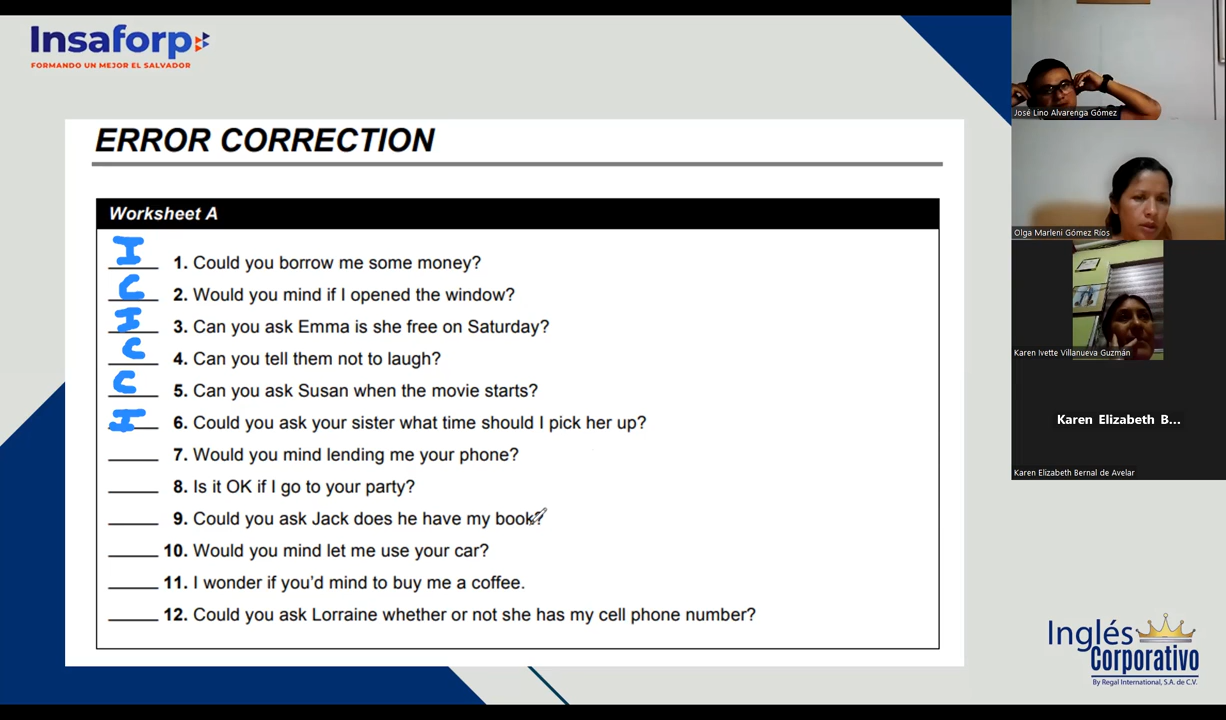 Insaforp
FORMANDO UN MEJOR EL SALVADOR
ERROR CORRECTION
Worksheet A
I 1. Could you borrow me some money?
C 2. Would you mind if I opened the window?
I 3. Can you ask Emma is she free on Saturday?
C 4. Can you tell them not to laugh?
C 5. Can you ask Susan when the movie starts?
I 6. Could you ask your sister what time should I pick her up?
7. Would you mind lending me your phone?
8. Is it OK if I go to your party?
9. Could you ask Jack does he have my book?
10. Would you mind let me use your car?
11. I wonder if you'd mind to buy me a coffee.
12. Could you ask Lorraine whether or not she has my cell phone number?
José Lino Alvarenga Gómez
Olga Marleni Gómez Ríos
Karen Ivette Villanueva Guzmán
Karen Elizabeth B...
Karen Elizabeth Bernal de Avelar
Inglés
Corporativo
By Regal International, S.A. de C.V.